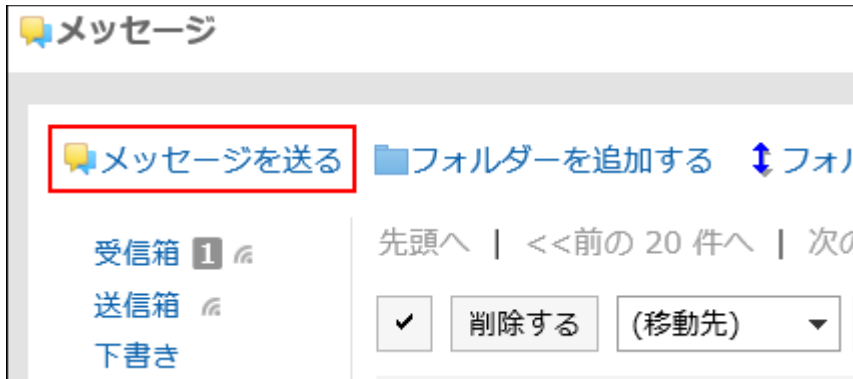 メッセージ
メッセージを送る フォルダーを追加する フォル
受信箱 1
先頭へ | <<前の 20 件へ | 次の
送信箱
削除する (移動先)
下書き